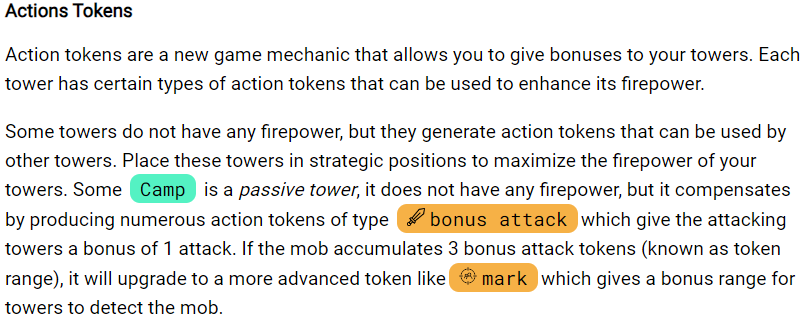 Actions Tokens
Action tokens are a new game mechanic that allows you to give bonuses to your towers. Each
tower has certain types of action tokens that can be used to enhance its firepower.
Some towers do not have any firepower, but they generate action tokens that can be used by
other towers. Place these towers in strategic positions to maximize the firepower of your
towers. Some Camp is a passive tower, it does not have any firepower, but it compensates
by producing numerous action tokens of type bonus attack which give the attacking
towers a bonus of 1 attack. If the mob accumulates 3 bonus attack tokens (known as token
range), it will upgrade to a more advanced token like mark which gives a bonus range for
towers to detect the mob.